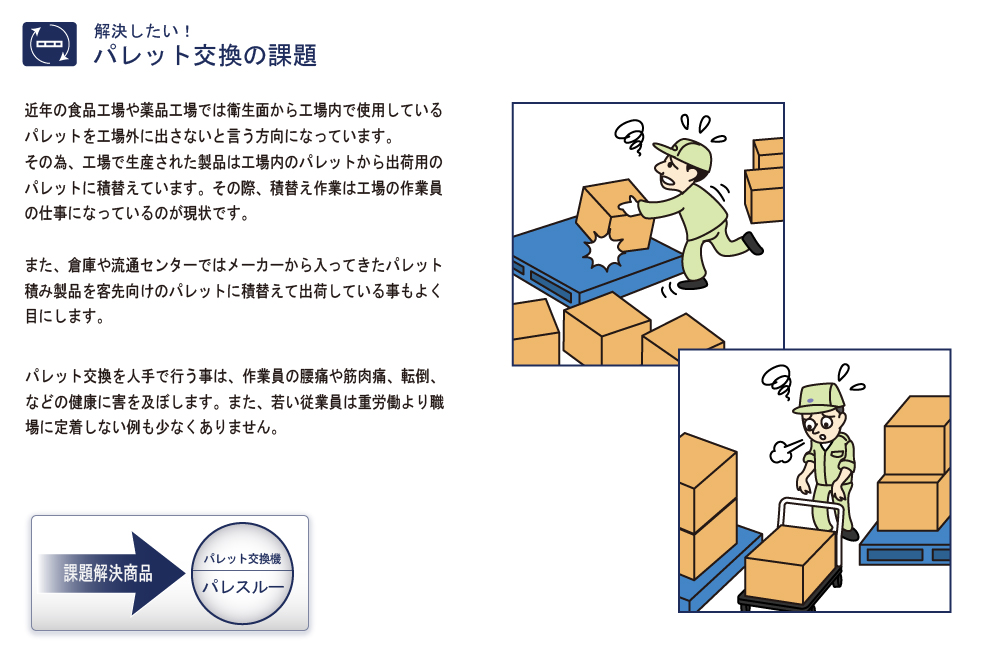 解決したい！
パレット交換の課題
近年の食品工場や薬品工場では衛生面から工場内で使用している
パレットを工場外に出さないと言う方向になっています。
その為、工場で生産された製品は工場内のパレットから出荷用の
パレットに積替えています。その際、積替え作業は工場の作業員
の仕事になっているのが現状です。
また、倉庫や流通センターではメーカーから入ってきたパレット
積み製品を客先向けのパレットに積替えて出荷している事もよく
目にします。
パレット交換を人手で行う事は、作業員の腰痛や筋肉痛、転倒、
などの健康に害を及ぼします。また、若い従業員は重労働より職
場に定着しない例も少なくありません。
課題解決商品
パレット交換機
パレスルー